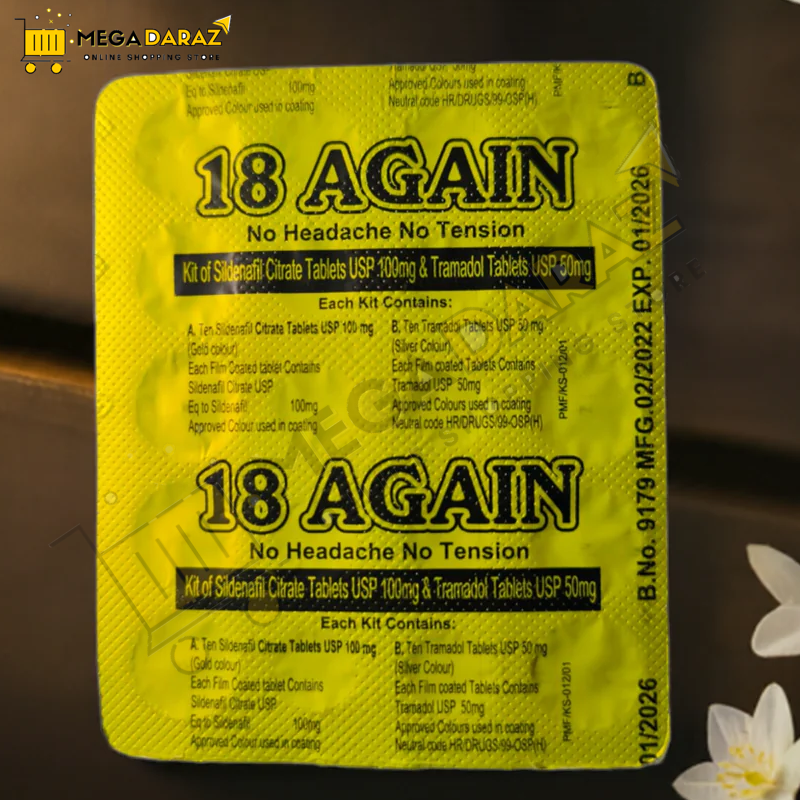 MEGADARAZ
ONLINE SHOPPING STORE
Eq to Sildenafil 100mg
Approved Colour used in coating
Approved Colours used in coating
Neutral code HR/DRUGS/99-OSP(H)
B
18 AGAIN
No Headache No Tension
Kit of Sildenafil Citrate Tablets USP 100mg & Tramadol Tablets USP 50mg
Each Kit Contains:
A. Ten Sildenafil Citrate Tablets USP 100 mg
(Gold colour)
Each Film Coated tablet Contains
Sildenafil Citrate USP
Eq to Sildenafil 100mg
Approved Colour used in coating
B. Ten Tramadol Tablets USP 50 mg
(Silver Colour)
Each Film coated Tablets Contains
Tramadol USP 50mg
Approved Colours used in coating
Neutral code HR/DRUGS/99-OSP(H)
PMF/KS-012/01
18 AGAIN
No Headache No Tension
Kit of Sildenafil Citrate Tablets USP 100mg & Tramadol Tablets USP 50mg
Each Kit Contains:
A. Ten Sildenafil Citrate Tablets USP 100 mg
(Gold colour)
Each Film Coated tablet Contains
Sildenafil Citrate USP
Eq to Sildenafil 100mg
Approved Colour used in coating
B. Ten Tramadol Tablets USP 50 mg
(Silver Colour)
Each Film coated Tablets Contains
Tramadol USP 50mg
Approved Colours used in coating
Neutral code HR/DRUGS/99-OSP(H)
PMF/KS-012/01
B.No. 9179 MFG.02/2022 EXP. 01/2026
01/2026
MEGADARAZ
SHOPPING STORE